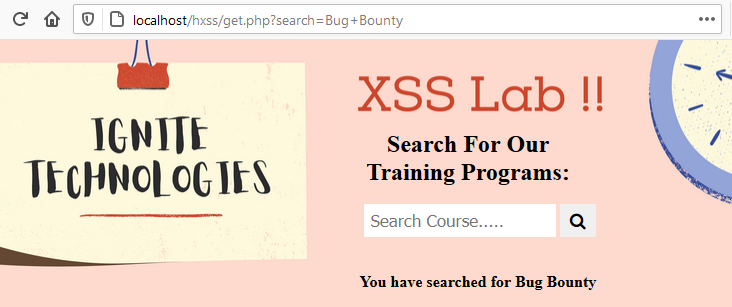 localhost/hxss/get.php?search=Bug+Bounty
IGNITE
TECHNOLOGIES
XSS Lab !!
Search For Our
Training Programs:
Search Course.....
You have searched for Bug Bounty